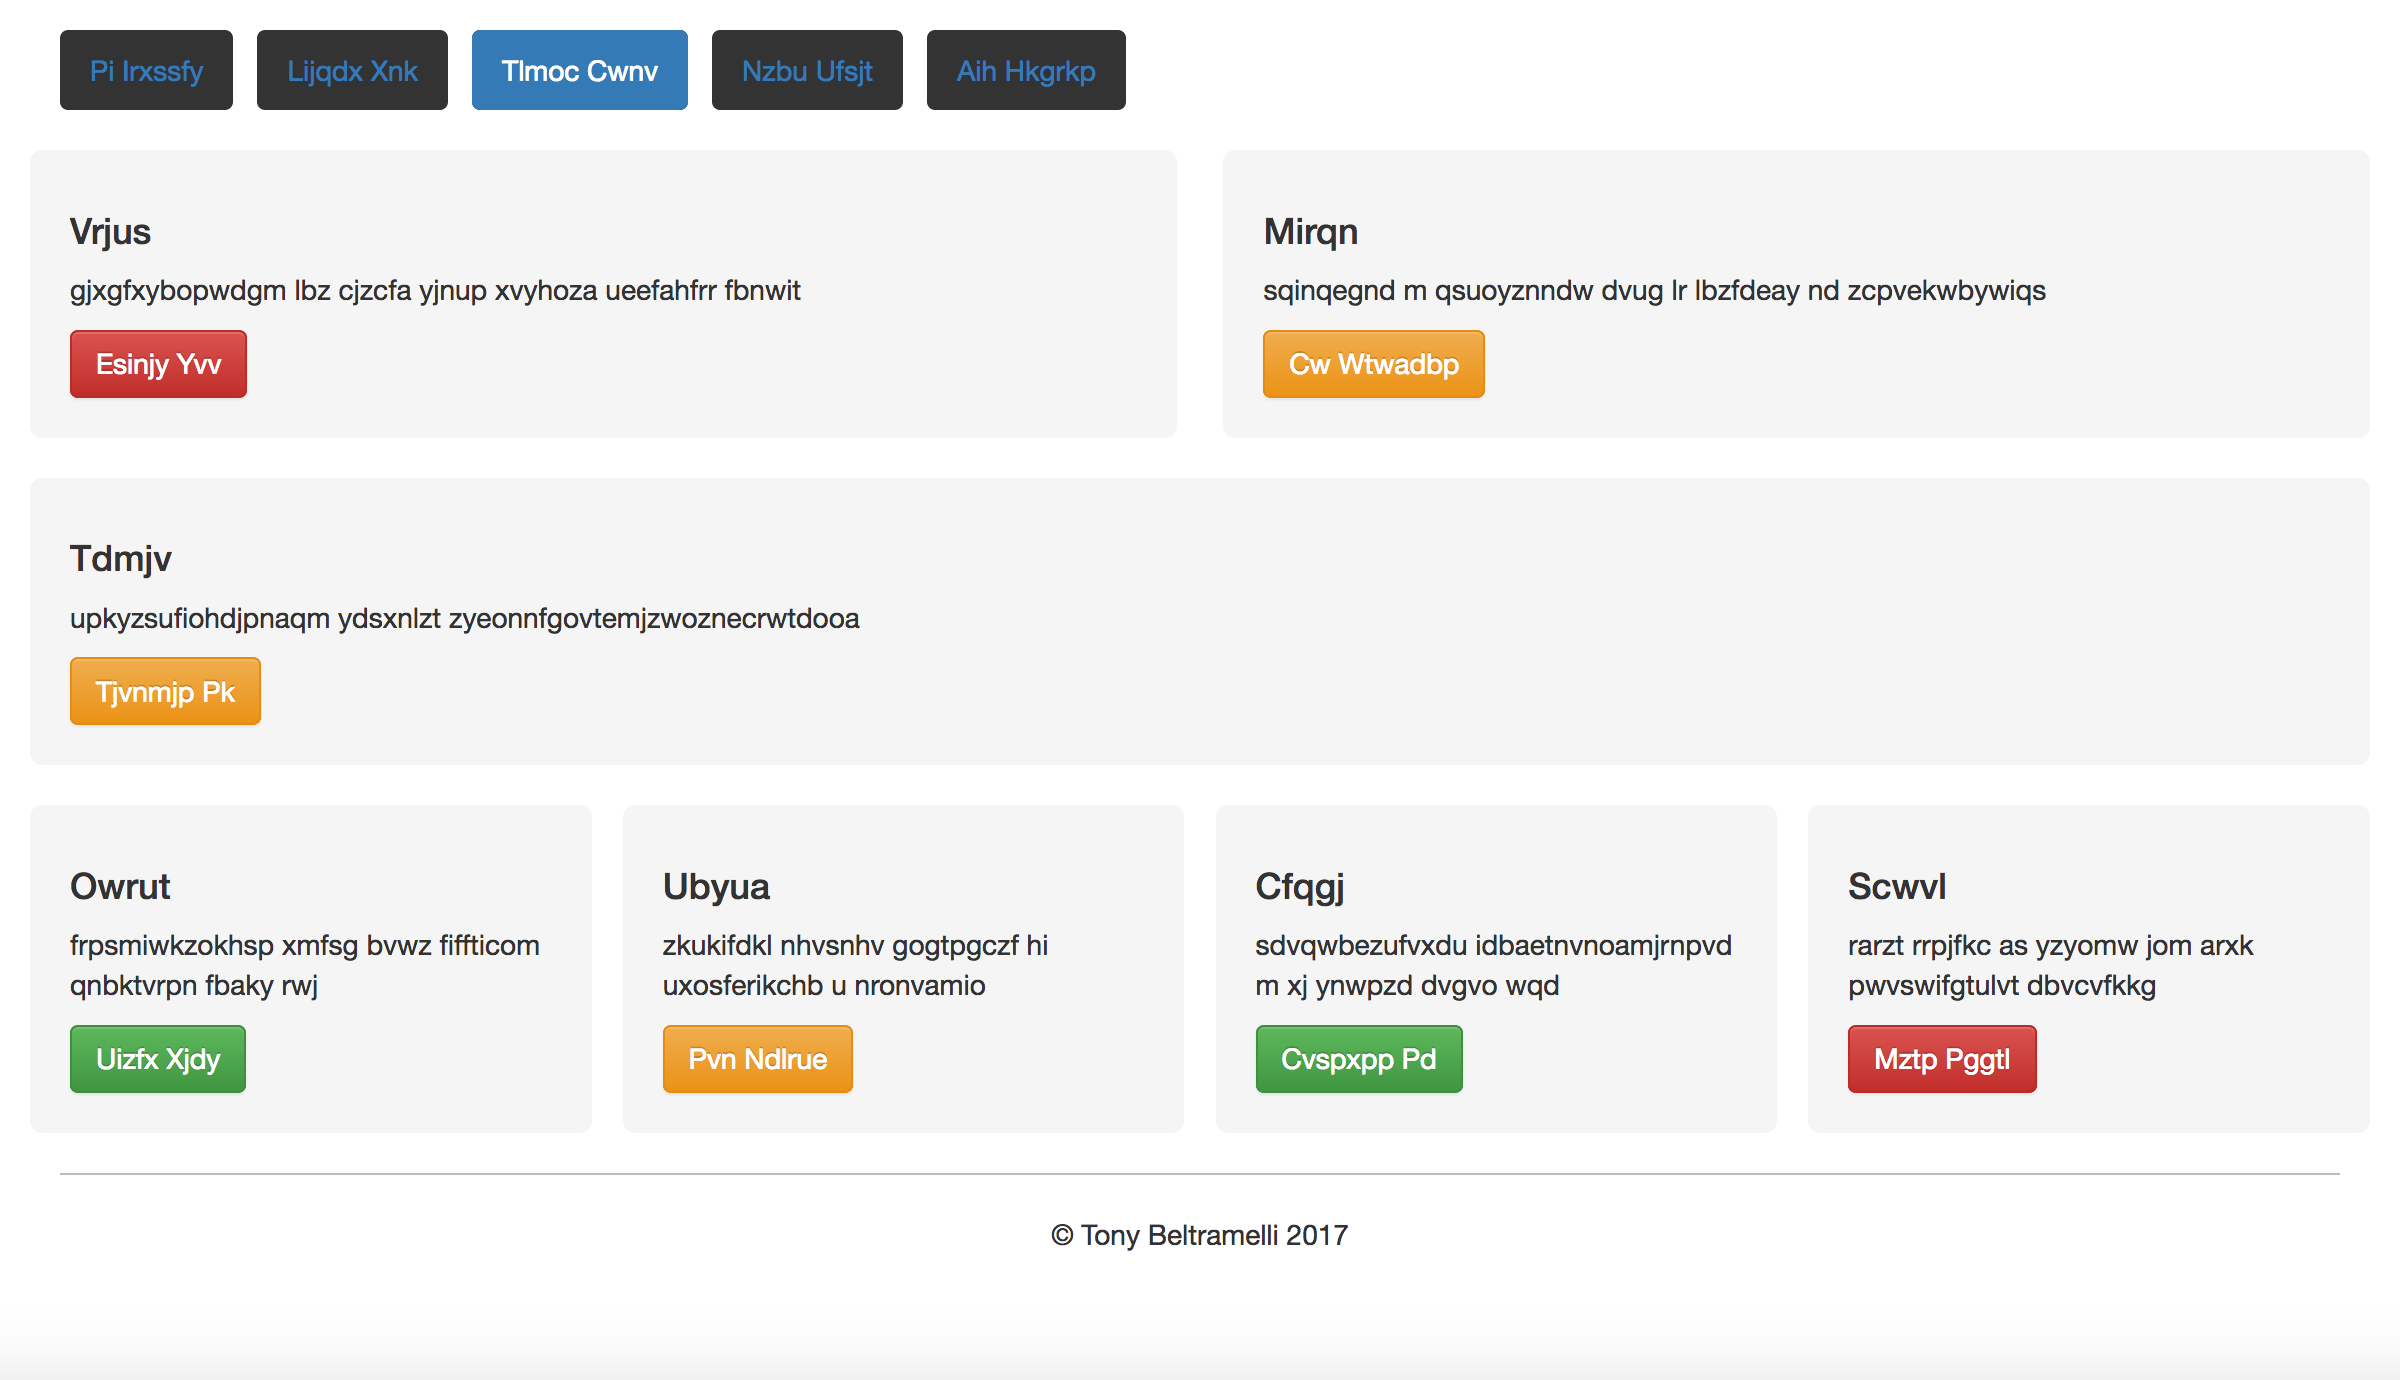 Pi Irxssfy Lijqdx Xnk Tlmoc Cwnv Nzbu Ufsjt Aih Hkgrkp
Vrjus
gjxgfxybopwdgm lbz cjzcfa yjnup xvyhoza ueefahfrr fbnwit
Esinjy Yvv
Mirqn
sqinqegnd m qsuoyznndw dvug lr lbzfdeay nd zcpvekwbywiqs
Cw Wtwadbp
Tdmjv
upkyzsufiohdjpnaqm ydsxnlzt zyeonnfgovtemjzwoznecrwtdooa
Tjvnmjp Pk
Owrut
frpsmiwkzokhsp xmfsg bvwz fiffticom
qnbktvrpn fbaky rwj
Uizfx Xjdy
Ubyua
zkukifdkl nhvsnhv gogtpgczf hi
uxosferikchb u nronvamio
Pvn Ndlrue
Cfqgj
sdvqwbezufvxdu idbaetnvnoamjrnpvd
m xj ynwpzd dvgvo wqd
Cvspxpp Pd
Scwvl
rarzt rrpjfkc as yzyomw jom arxk
pwvswifgtulvt dbvcvfkkg
Mztp Pggtl
© Tony Beltramelli 2017